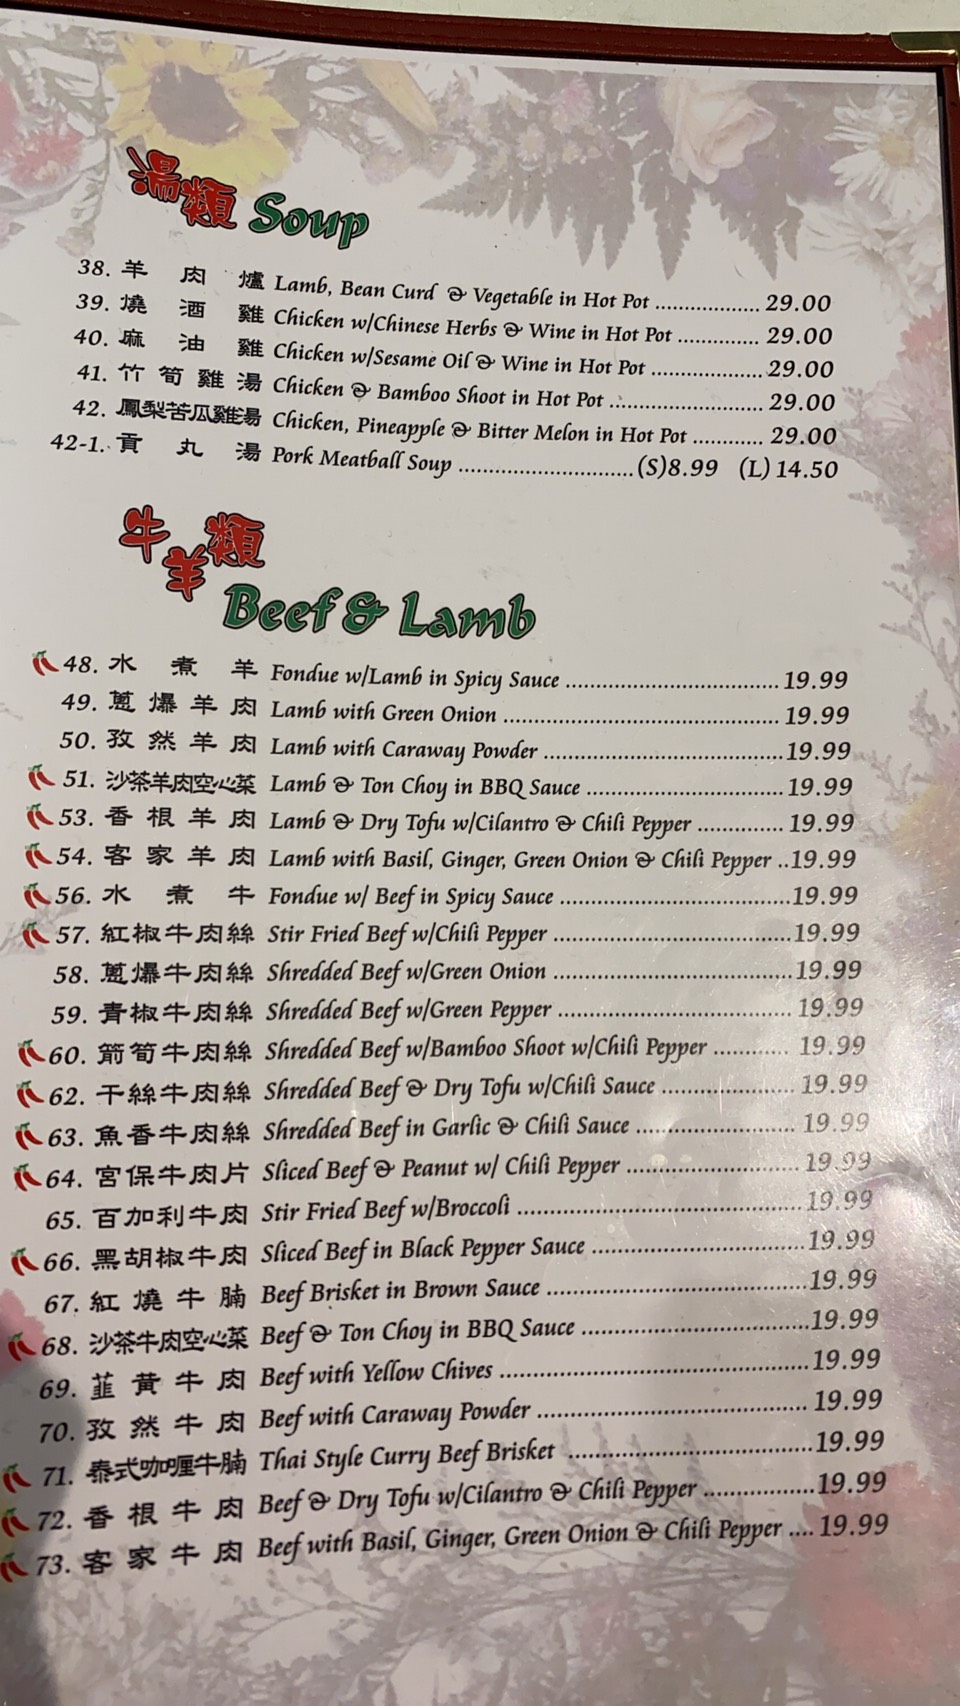 湯類 Soup
38. 羊肉爐 Lamb, Bean Curd & Vegetable in Hot Pot .................. 29.00
39. 燒酒雞 Chicken w/Chinese Herbs & Wine in Hot Pot .............. 29.00
40. 麻油雞 Chicken w/Sesame Oil & Wine in Hot Pot ................... 29.00
41. 竹筍雞湯 Chicken & Bamboo Shoot in Hot Pot .......................... 29.00
42. 鳳梨苦瓜雞湯 Chicken, Pineapple & Bitter Melon in Hot Pot ............ 29.00
42-1. 貢丸湯 Pork Meatball Soup ..............................(S)8.99 (L) 14.50
牛羊類
Beef & Lamb
48. 水煮羊 Fondue w/Lamb in Spicy Sauce .................................... 19.99
49. 蔥爆羊肉 Lamb with Green Onion ............................................... 19.99
50. 孜然羊肉 Lamb with Caraway Powder .........................................19.99
51. 沙茶羊肉空心菜 Lamb & Ton Choy in BBQ Sauce ................................. 19.99
53. 香根羊肉 Lamb & Dry Tofu w/Cilantro & Chili Pepper ............... 19.99
54. 客家羊肉 Lamb with Basil, Ginger, Green Onion & Chili Pepper ..19.99
56. 水煮牛 Fondue w/ Beef in Spicy Sauce .......................................19.99
57. 紅椒牛肉絲 Stir Fried Beef w/Chili Pepper ........................................19.99
58. 蔥爆牛肉絲 Shredded Beef w/Green Onion ........................................19.99
59. 青椒牛肉絲 Shredded Beef w/Green Pepper ....................................... 19.99
60. 箭筍牛肉絲 Shredded Beef w/Bamboo Shoot w/Chili Pepper ............. 19.99
62. 干絲牛肉絲 Shredded Beef & Dry Tofu w/Chili Sauce ...................... 19.99
63. 魚香牛肉絲 Shredded Beef in Garlic & Chili Sauce .......................... 19.99
64. 宮保牛肉片 Sliced Beef & Peanut w/ Chili Pepper ............................ 19.99
65. 百加利牛肉 Stir Fried Beef w/Broccoli .............................................. 19.99
66. 黑胡椒牛肉 Sliced Beef in Black Pepper Sauce ...................................19.99
67. 紅燒牛腩 Beef Brisket in Brown Sauce ..........................................19.99
68. 沙茶牛肉空心菜 Beef & Ton Choy in BBQ Sauce .....................................19.99
69. 韮黃牛肉 Beef with Yellow Chives ..................................................19.99
70. 孜然牛肉 Beef with Caraway Powder ............................................19.99
71. 泰式咖喱牛腩 Thai Style Curry Beef Brisket .......................................19.99
72. 香根牛肉 Beef & Dry Tofu w/Cilantro & Chili Pepper ..................19.99
73. 客家牛肉 Beef with Basil, Ginger, Green Onion & Chili Pepper ....19.99